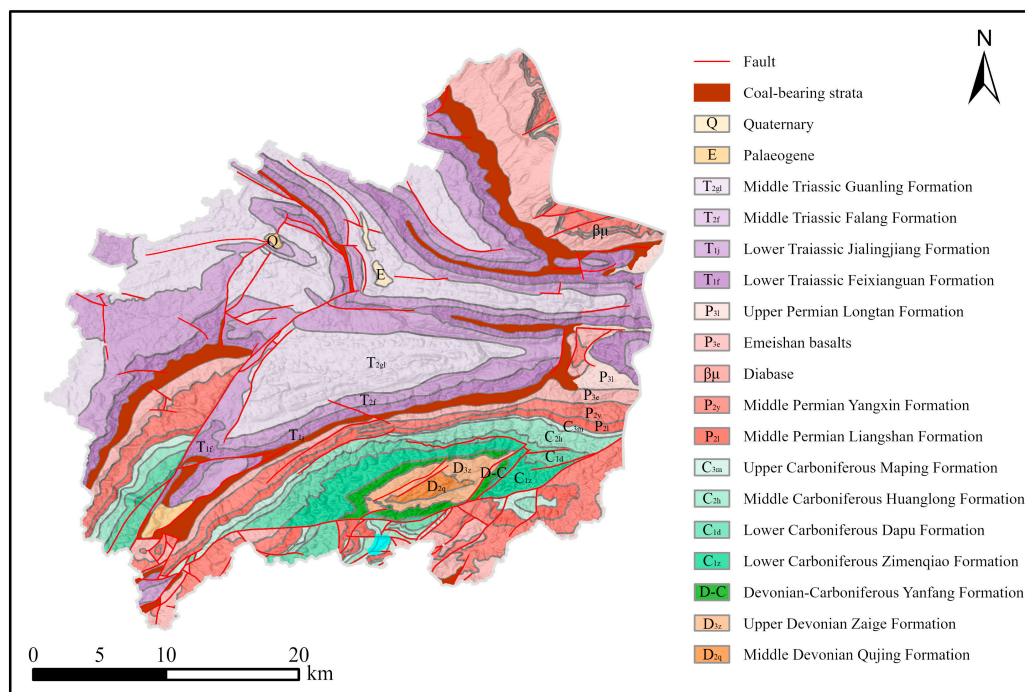 N
Fault
Coal-bearing strata
Q Quaternary
E Palaeogene
T2gl Middle Triassic Guanling Formation
T2f Middle Triassic Falang Formation
T1j Lower Traiassic Jialingjiang Formation
T1f Lower Traiassic Feixianguan Formation
P3l Upper Permian Longtan Formation
P3e Emeishan basalts
βμ Diabase
P2y Middle Permian Yangxin Formation
P2l Middle Permian Liangshan Formation
C3m Upper Carboniferous Maping Formation
C2h Middle Carboniferous Huanglong Formation
C1d Lower Carboniferous Dapu Formation
C1z Lower Carboniferous Zimenqiao Formation
D-C Devonian-Carboniferous Yanfang Formation
D3z Upper Devonian Zaige Formation
D2q Middle Devonian Qujing Formation
βμ
Q
E
T2gl
P3l
P3e
T2f
P2y
P2l
C3m
T1j
C2h
T1f
C1d
D3z
D-C
C1z
D2q
0 5 10 20
km